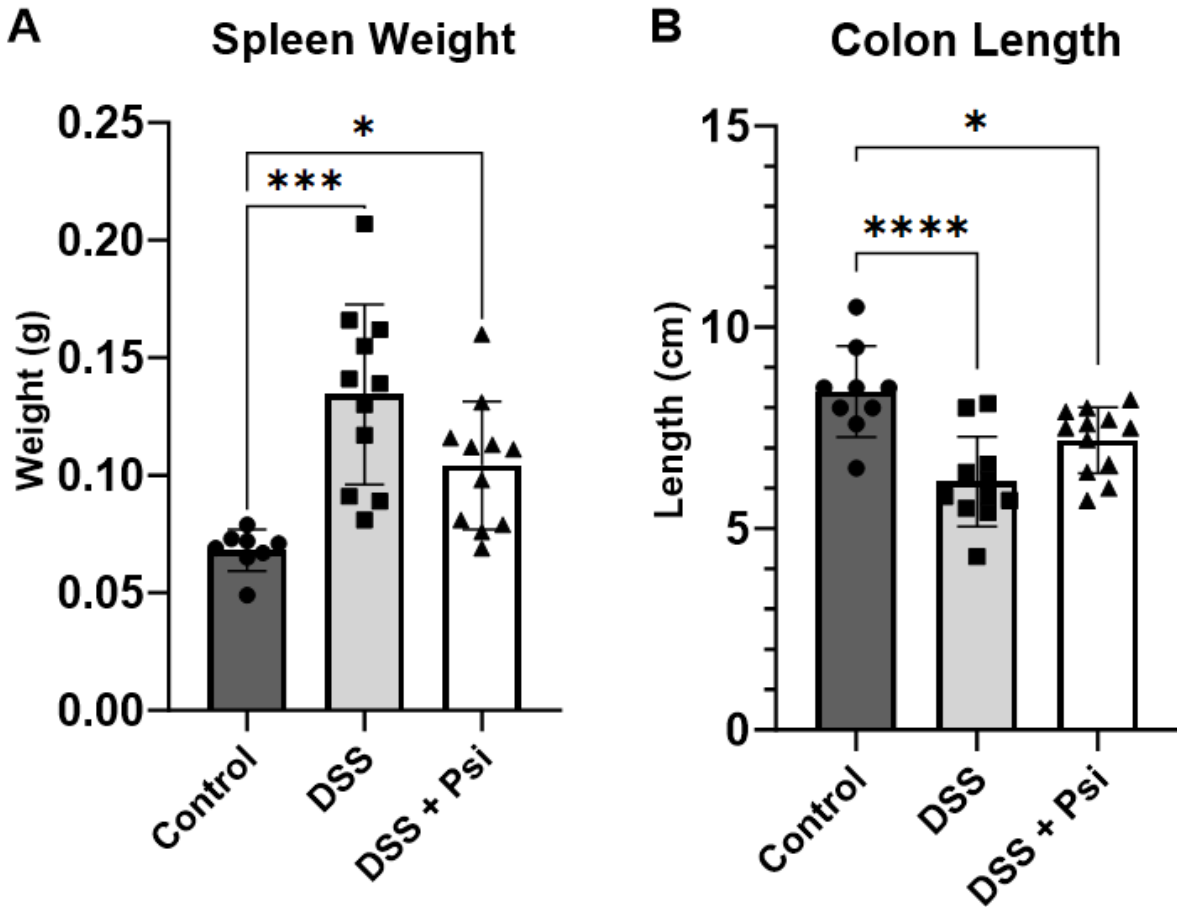 A
Spleen Weight
Weight (g)
0.25
0.20
0.15
0.10
0.05
0.00
*
***
Control
DSS
DSS + Psi
B
Colon Length
Length (cm)
15
10
5
0
*
****
Control
DSS
DSS + Psi